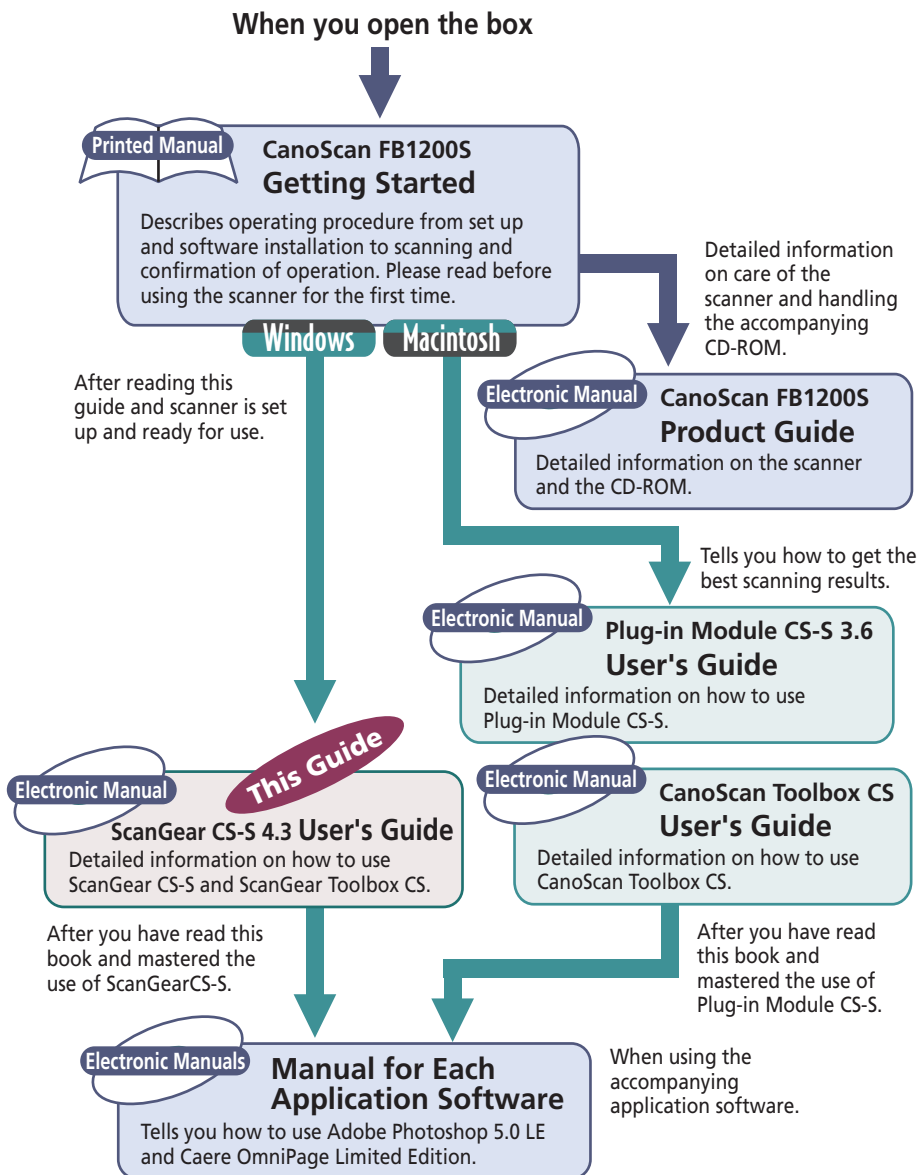 When you open the box
Printed Manual
CanoScan FB1200S
Getting Started
Describes operating procedure from set up
and software installation to scanning and
confirmation of operation. Please read before
using the scanner for the first time.
Detailed information
on care of the
scanner and handling
the accompanying
CD-ROM.
Windows
Macintosh
After reading this
guide and scanner is set
up and ready for use.
Electronic Manual
CanoScan FB1200S
Product Guide
Detailed information on the scanner
and the CD-ROM.
Tells you how to get the
best scanning results.
Electronic Manual
Plug-in Module CS-S 3.6
User's Guide
Detailed information on how to use
Plug-in Module CS-S.
This Guide
Electronic Manual
ScanGear CS-S 4.3 User's Guide
Detailed information on how to use
ScanGear CS-S and ScanGear Toolbox CS.
Electronic Manual
CanoScan Toolbox CS
User's Guide
Detailed information on how to use
CanoScan Toolbox CS.
After you have read this
book and mastered the
use of ScanGearCS-S.
After you have read
this book and
mastered the use of
Plug-in Module CS-S.
Electronic Manuals
Manual for Each
Application Software
Tells you how to use Adobe Photoshop 5.0 LE
and Caere OmniPage Limited Edition.
When using the
accompanying
application software.